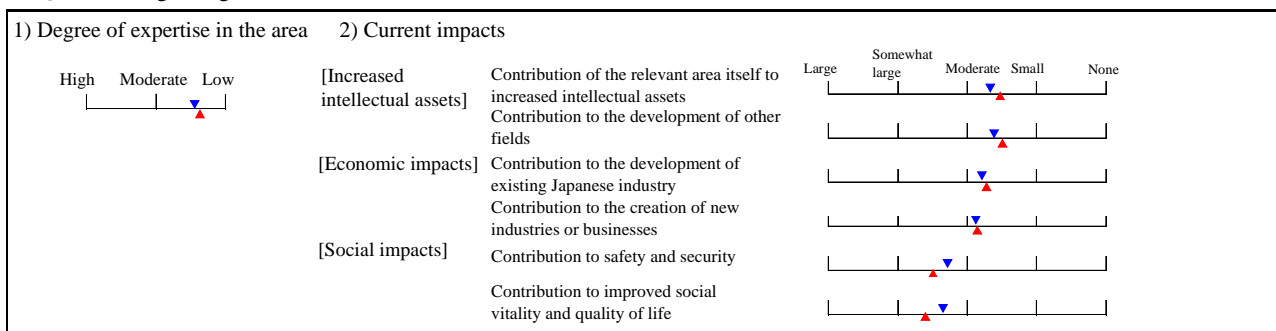 1) Degree of expertise in the area 2) Current impacts
High Moderate Low
[Increased
intellectual assets]
Contribution of the relevant area itself to
increased intellectual assets
Large Somewhat
large Moderate Small None
Contribution to the development of other
fields
[Economic impacts] Contribution to the development of
existing Japanese industry
Contribution to the creation of new
industries or businesses
[Social impacts] Contribution to safety and security
Contribution to improved social
vitality and quality of life